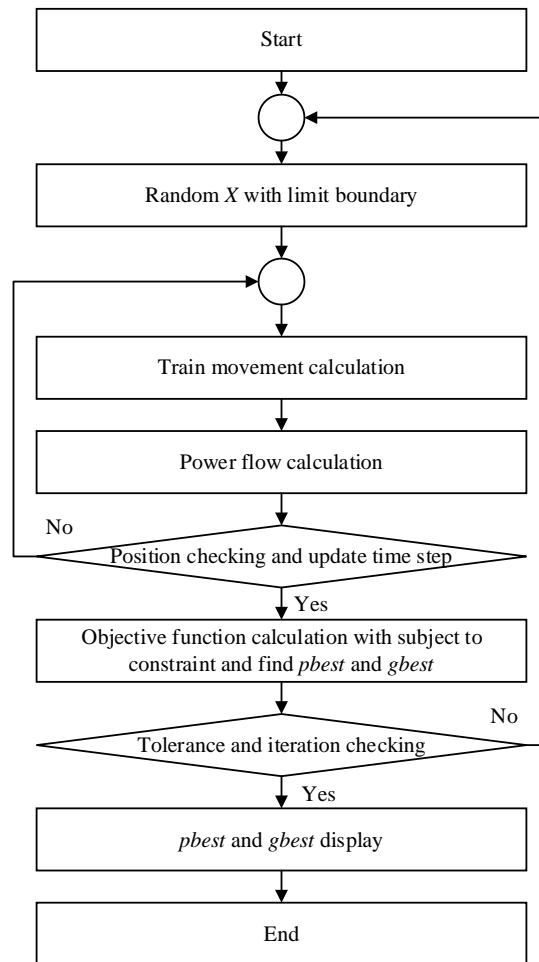 Start
Random X with limit boundary
Train movement calculation
Power flow calculation
No
Position checking and update time step
Yes
Objective function calculation with subject to
constraint and find pbest and gbest
No
Tolerance and iteration checking
Yes
pbest and gbest display
End